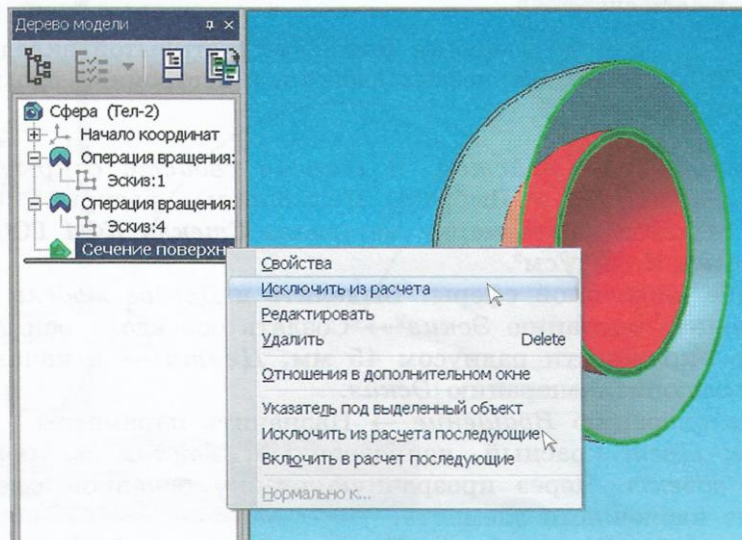 Дерево модели
Сфера (Тел-2)
Начало координат
Операция вращения:
Эскиз:1
Операция вращения:
Эскиз:4
Сечение поверхн
Свойства
Исключить из расчета
Редактировать
Удалить Delete
Отношения в дополнительном окне
Указатель под выделенный объект
Исключить из расчета последующие
Включить в расчет последующие
Нормально к...